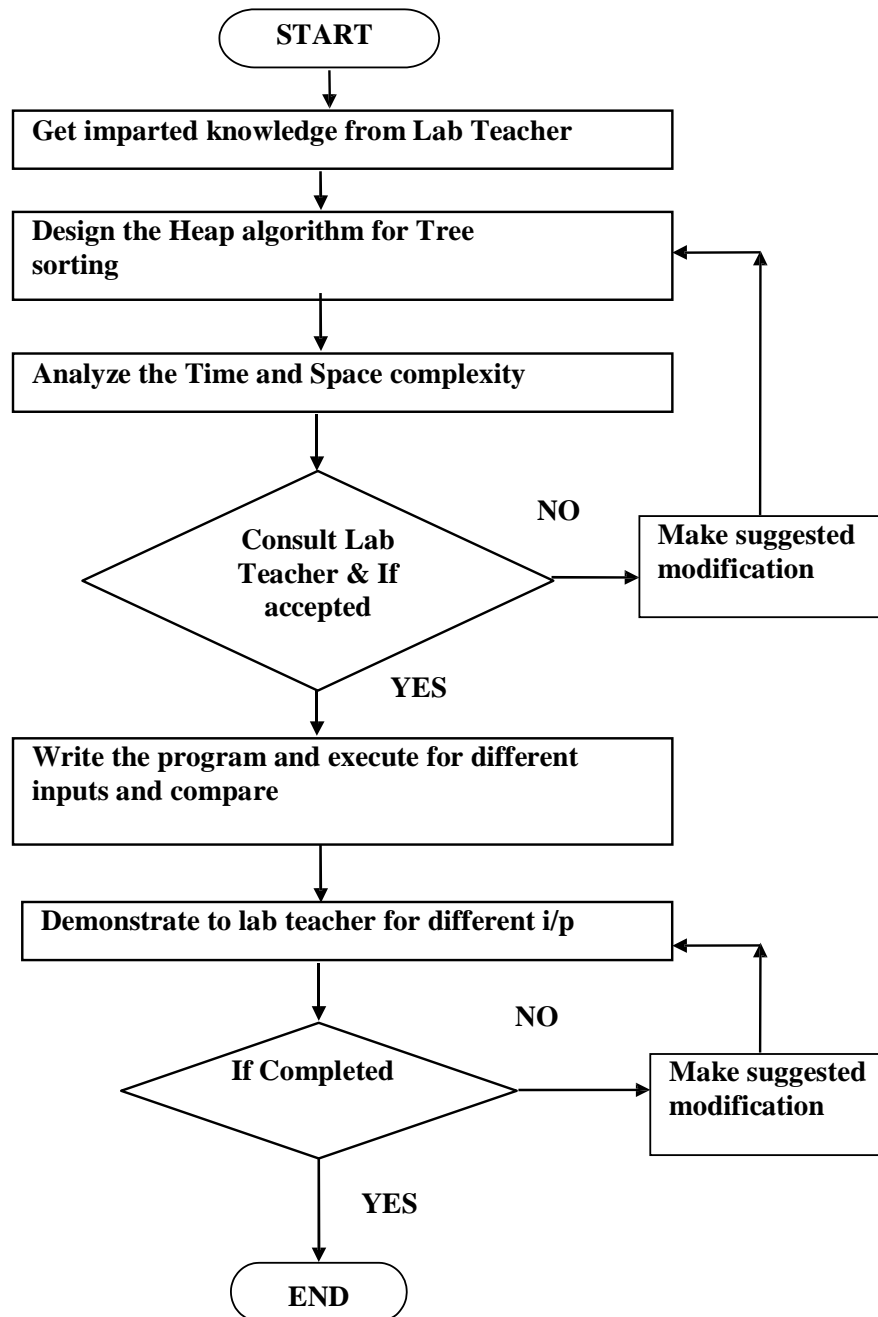 START
Get imparted knowledge from Lab Teacher
Design the Heap algorithm for Tree
sorting
Analyze the Time and Space complexity
NO
Consult Lab
Teacher & If
accepted
Make suggested
modification
YES
Write the program and execute for different
inputs and compare
Demonstrate to lab teacher for different i/p
NO
If Completed
Make suggested
modification
YES
END